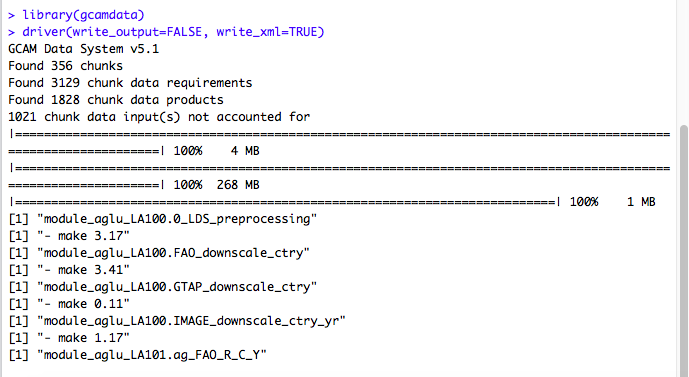 > library(gcamdata)
> driver(write_output=FALSE, write_xml=TRUE)
GCAM Data System v5.1
Found 356 chunks
Found 3129 chunk data requirements
Found 1828 chunk data products
1021 chunk data input(s) not accounted for
|==================================================================================
===================| 100%    4 MB
|==================================================================================
===================| 100%  268 MB
|====================================================================| 100%    1 MB
[1] "module_aglu_LA100.0_LDS_preprocessing"
[1] "- make 3.17"
[1] "module_aglu_LA100.FAO_downscale_ctry"
[1] "- make 3.41"
[1] "module_aglu_LA100.GTAP_downscale_ctry"
[1] "- make 0.11"
[1] "module_aglu_LA100.IMAGE_downscale_ctry_yr"
[1] "- make 1.17"
[1] "module_aglu_LA101.ag_FAO_R_C_Y"